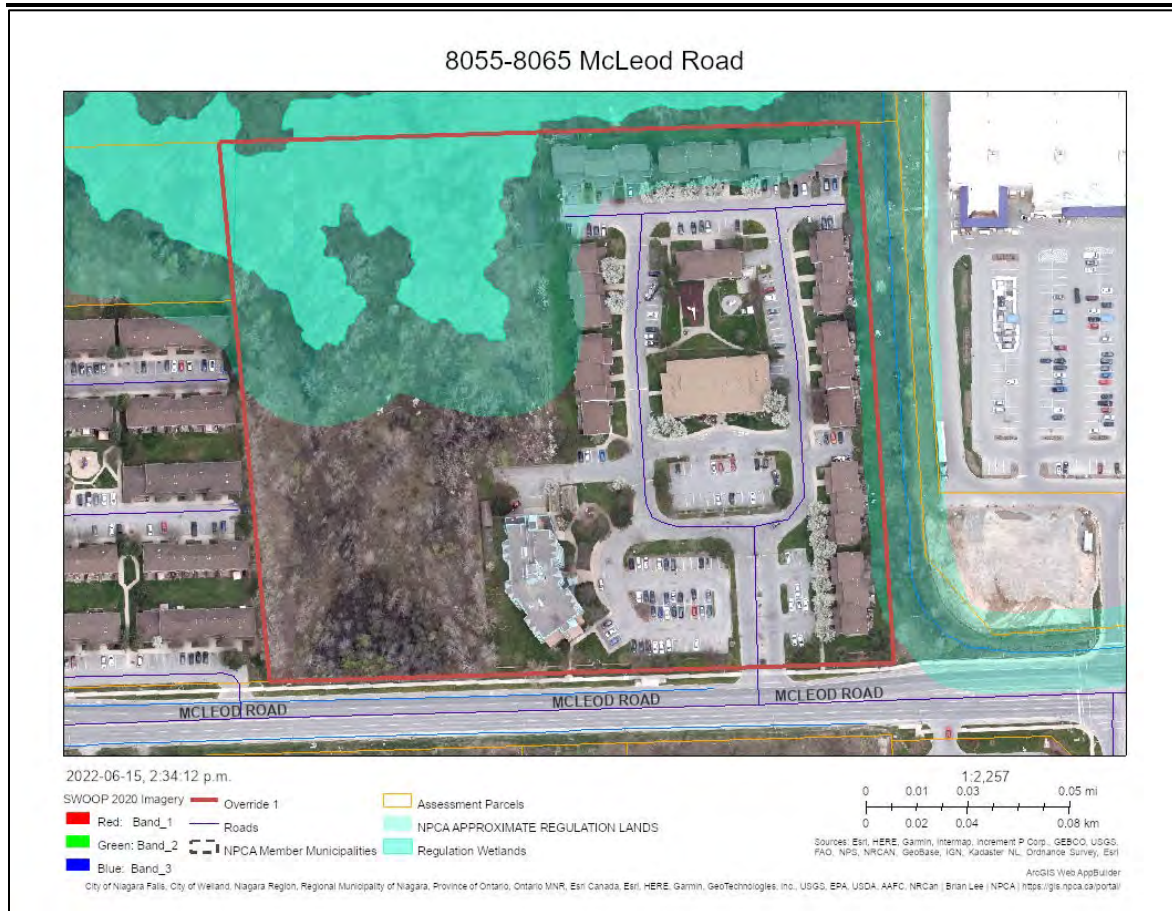 8055-8065 McLeod Road
MCLEOD ROAD
MCLEOD ROAD
MCLEOD ROAD
2022-06-15, 2:34:12 p.m.
SWOOP 2020 Imagery
Red: Band_1
Green: Band_2
Blue: Band_3
Override 1
Roads
NPCA Member Municipalities
Assessment Parcels
NPCA APPROXIMATE REGULATION LANDS
Regulation Wetlands
1:2,257
0 0.01 0.03 0.05 mi
0 0.02 0.04 0.08 km
Sources: Esri, HERE, Garmin, Intermap, Increment P Corp., GEBCO, USGS,
FAO, NPS, NRCAN, GeoBase, IGN, Kadaster NL, Ordnance Survey, Esri
ArcGIS Web AppBuilder
City of Niagara Falls, City of Welland, Niagara Region, Regional Municipality of Niagara, Province of Ontario, Ontario MNR, Esri Canada, Esri, HERE, Garmin, GeoTechnologies, Inc., USGS, EPA, USDA, AAFC, NRCan | Brian Lee | NPCA | https://gis.npca.ca/portal/